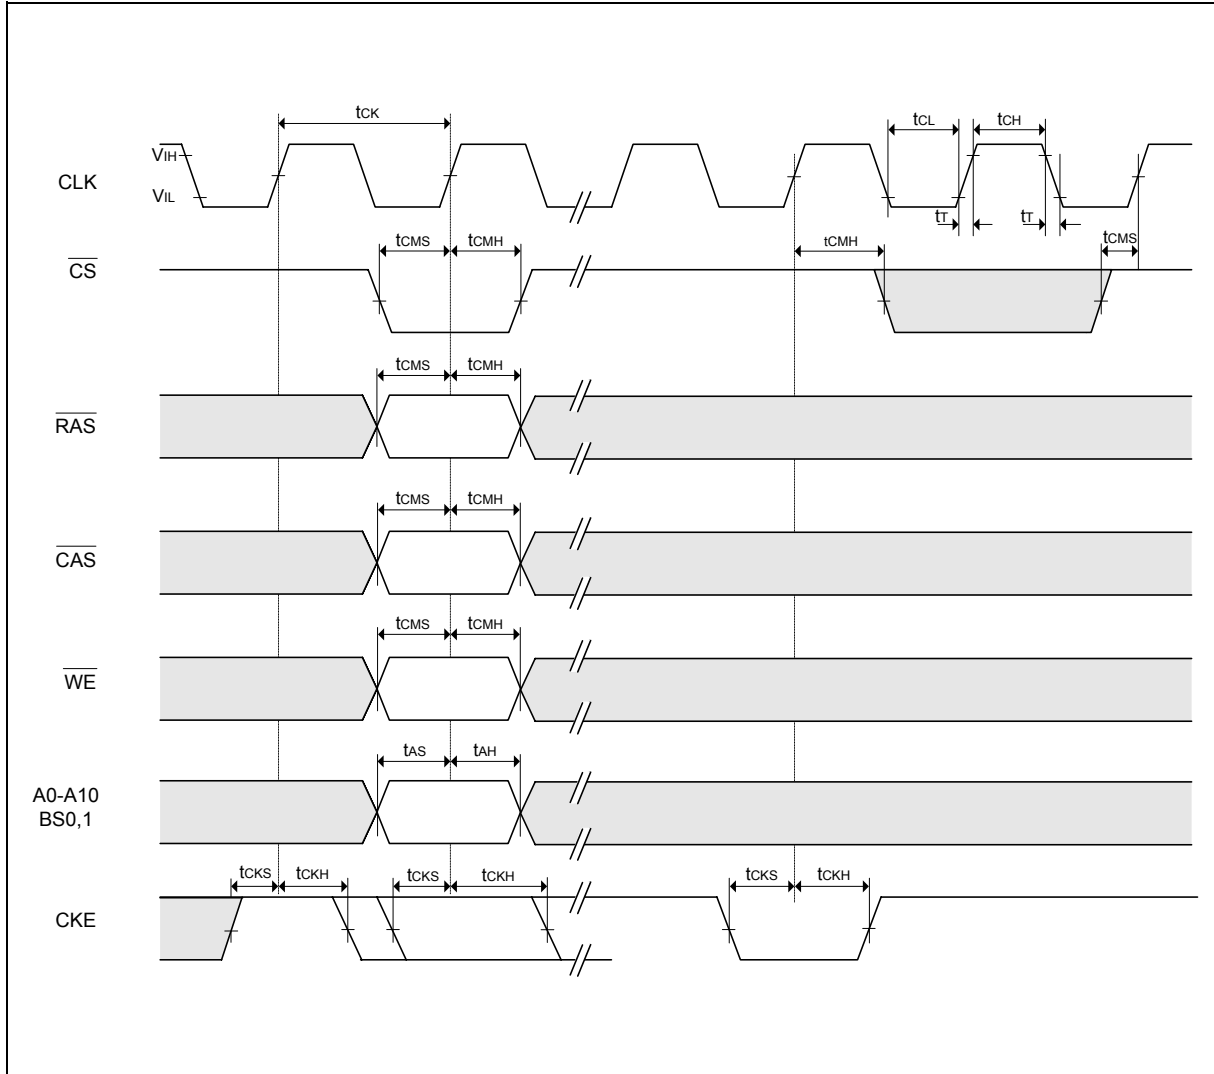 tCK
tCL
tCH
VIH
CLK
VIL
tT
tT
tCMS
tCMH
tCMH
tCMS
CS
tCMS
tCMH
RAS
tCMS
tCMH
CAS
tCMS
tCMH
WE
tAS
tAH
A0-A10
BS0,1
tCKS
tCKH
tCKS
tCKH
tCKS
tCKH
CKE